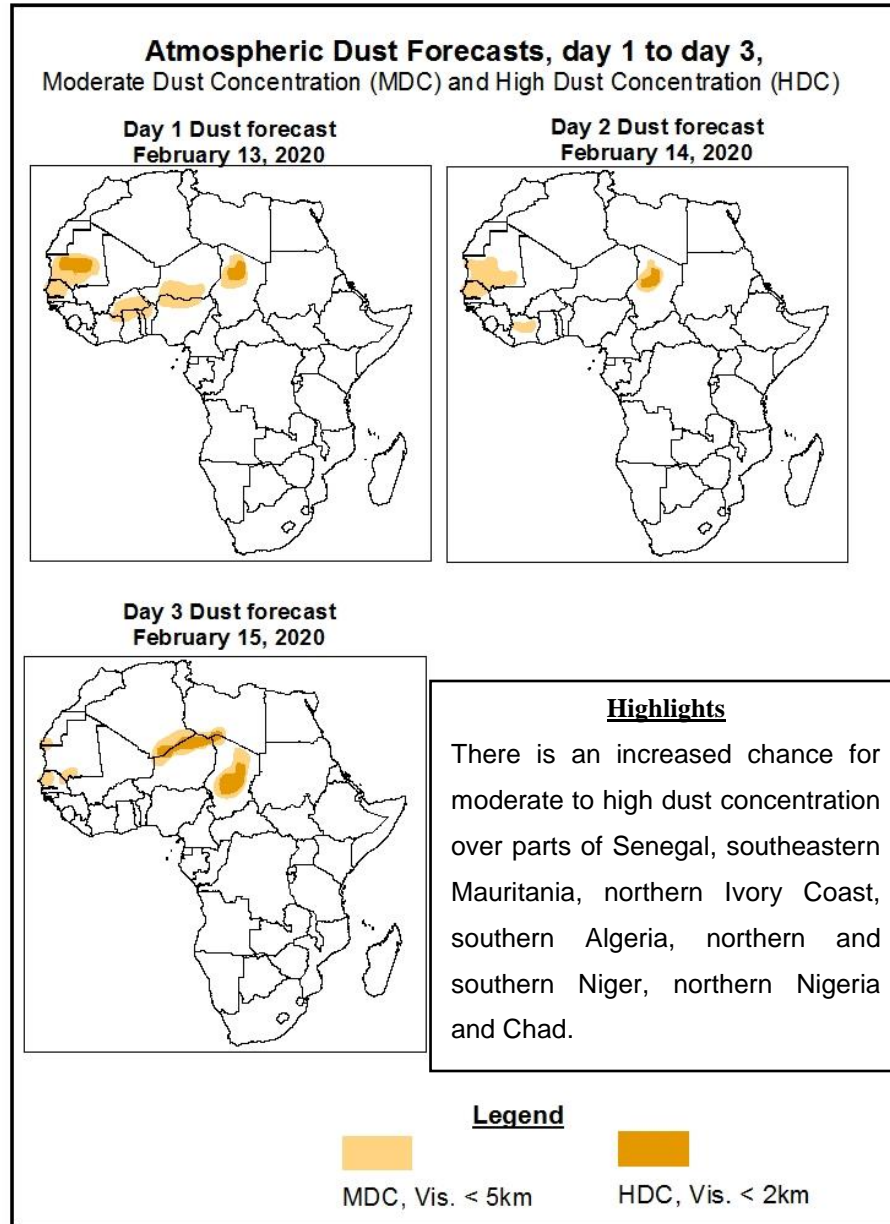 Atmospheric Dust Forecasts, day 1 to day 3,
Moderate Dust Concentration (MDC) and High Dust Concentration (HDC)
Day 1 Dust forecast
February 13, 2020
Day 2 Dust forecast
February 14, 2020
Day 3 Dust forecast
February 15, 2020
Highlights
There is an increased chance for
moderate to high dust concentration
over parts of Senegal, southeastern
Mauritania, northern Ivory Coast,
southern Algeria, northern and
southern Niger, northern Nigeria
and Chad.
Legend
MDC, Vis. < 5km
HDC, Vis. < 2km